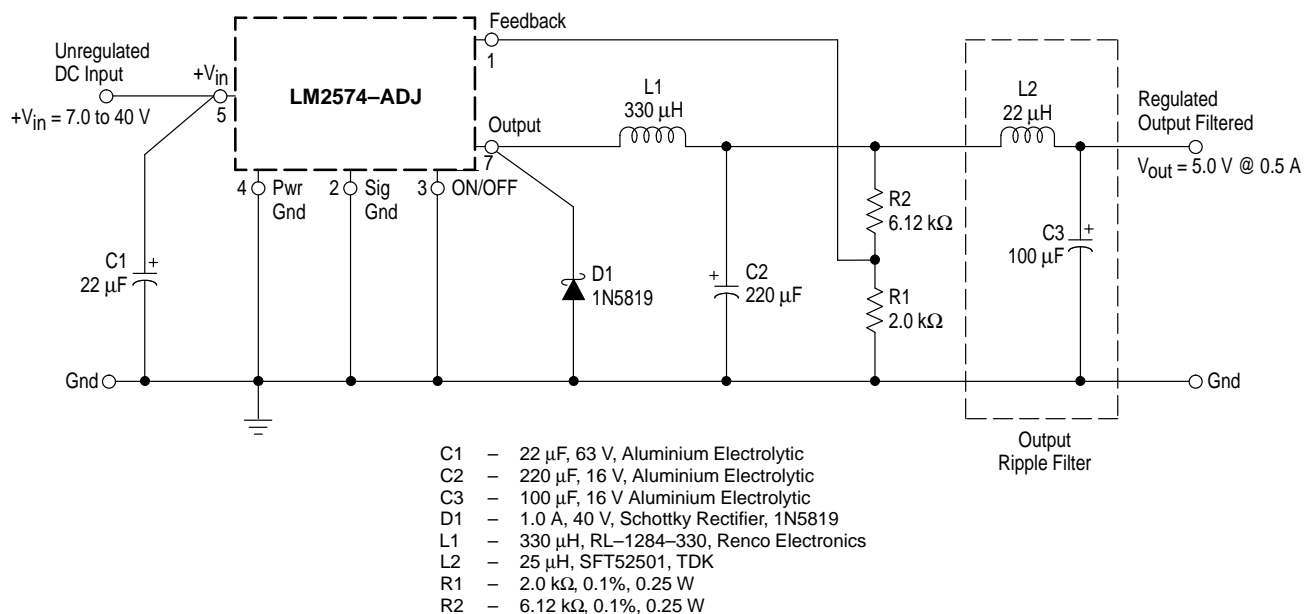 Feedback
1
Unregulated
DC Input
+Vin
5
+Vin = 7.0 to 40 V
LM2574–ADJ
L1
330 µH
L2
22 µH
Regulated
Output Filtered
Vout = 5.0 V @ 0.5 A
Output
7
4 Pwr
Gnd
2 Sig
Gnd
3 ON/OFF
R2
6.12 kΩ
C1
22 µF
+
D1
1N5819
+
C2
220 µF
R1
2.0 kΩ
C3
100 µF
+
Gnd
Gnd
Output
Ripple Filter
C1 – 22 µF, 63 V, Aluminium Electrolytic
C2 – 220 µF, 16 V, Aluminium Electrolytic
C3 – 100 µF, 16 V Aluminium Electrolytic
D1 – 1.0 A, 40 V, Schottky Rectifier, 1N5819
L1 – 330 µH, RL–1284–330, Renco Electronics
L2 – 25 µH, SFT52501, TDK
R1 – 2.0 kΩ, 0.1%, 0.25 W
R2 – 6.12 kΩ, 0.1%, 0.25 W